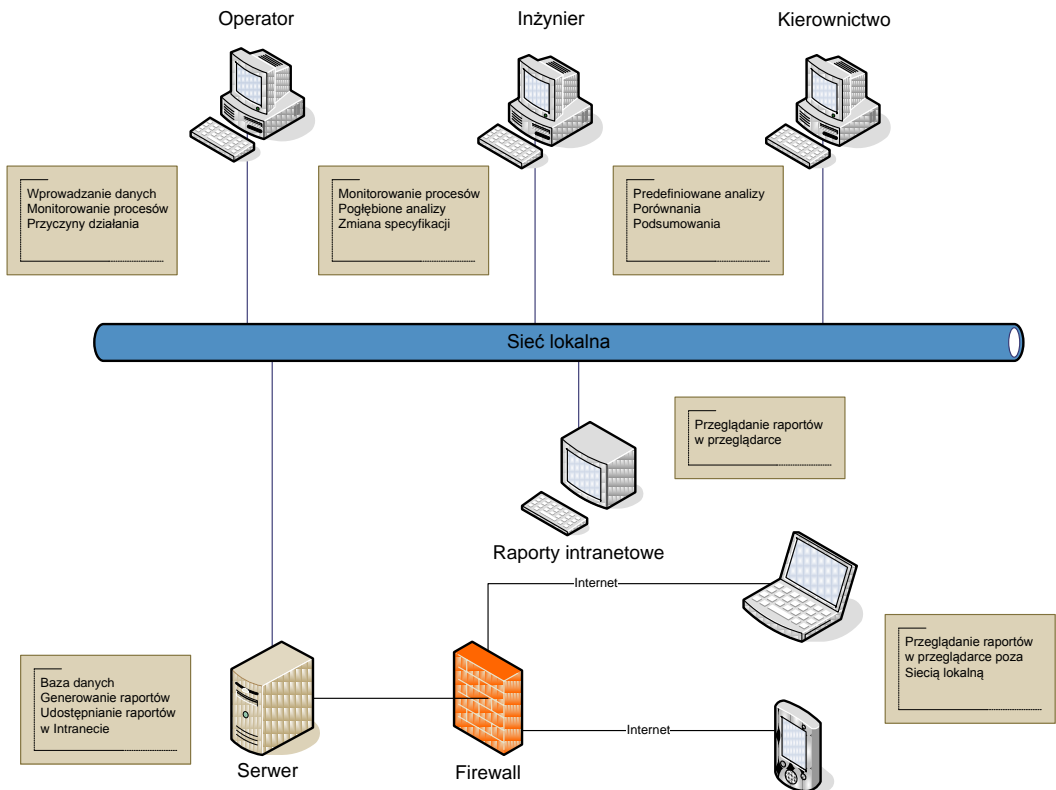 Operator
Inżynier
Kierownictwo
Wprowadzanie danych
Monitorowanie procesów
Przyczyny działania
Monitorowanie procesów
Pogłębione analizy
Zmiana specyfikacji
Predefiniowane analizy
Porównania
Podsumowania
Sieć lokalna
Przeglądanie raportów
w przeglądarce
Raporty intranetowe
Internet
Przeglądanie raportów
w przeglądarce poza
Siecią lokalną
Baza danych
Generowanie raportów
Udostępnianie raportów
w Intranecie
Internet
Serwer
Firewall